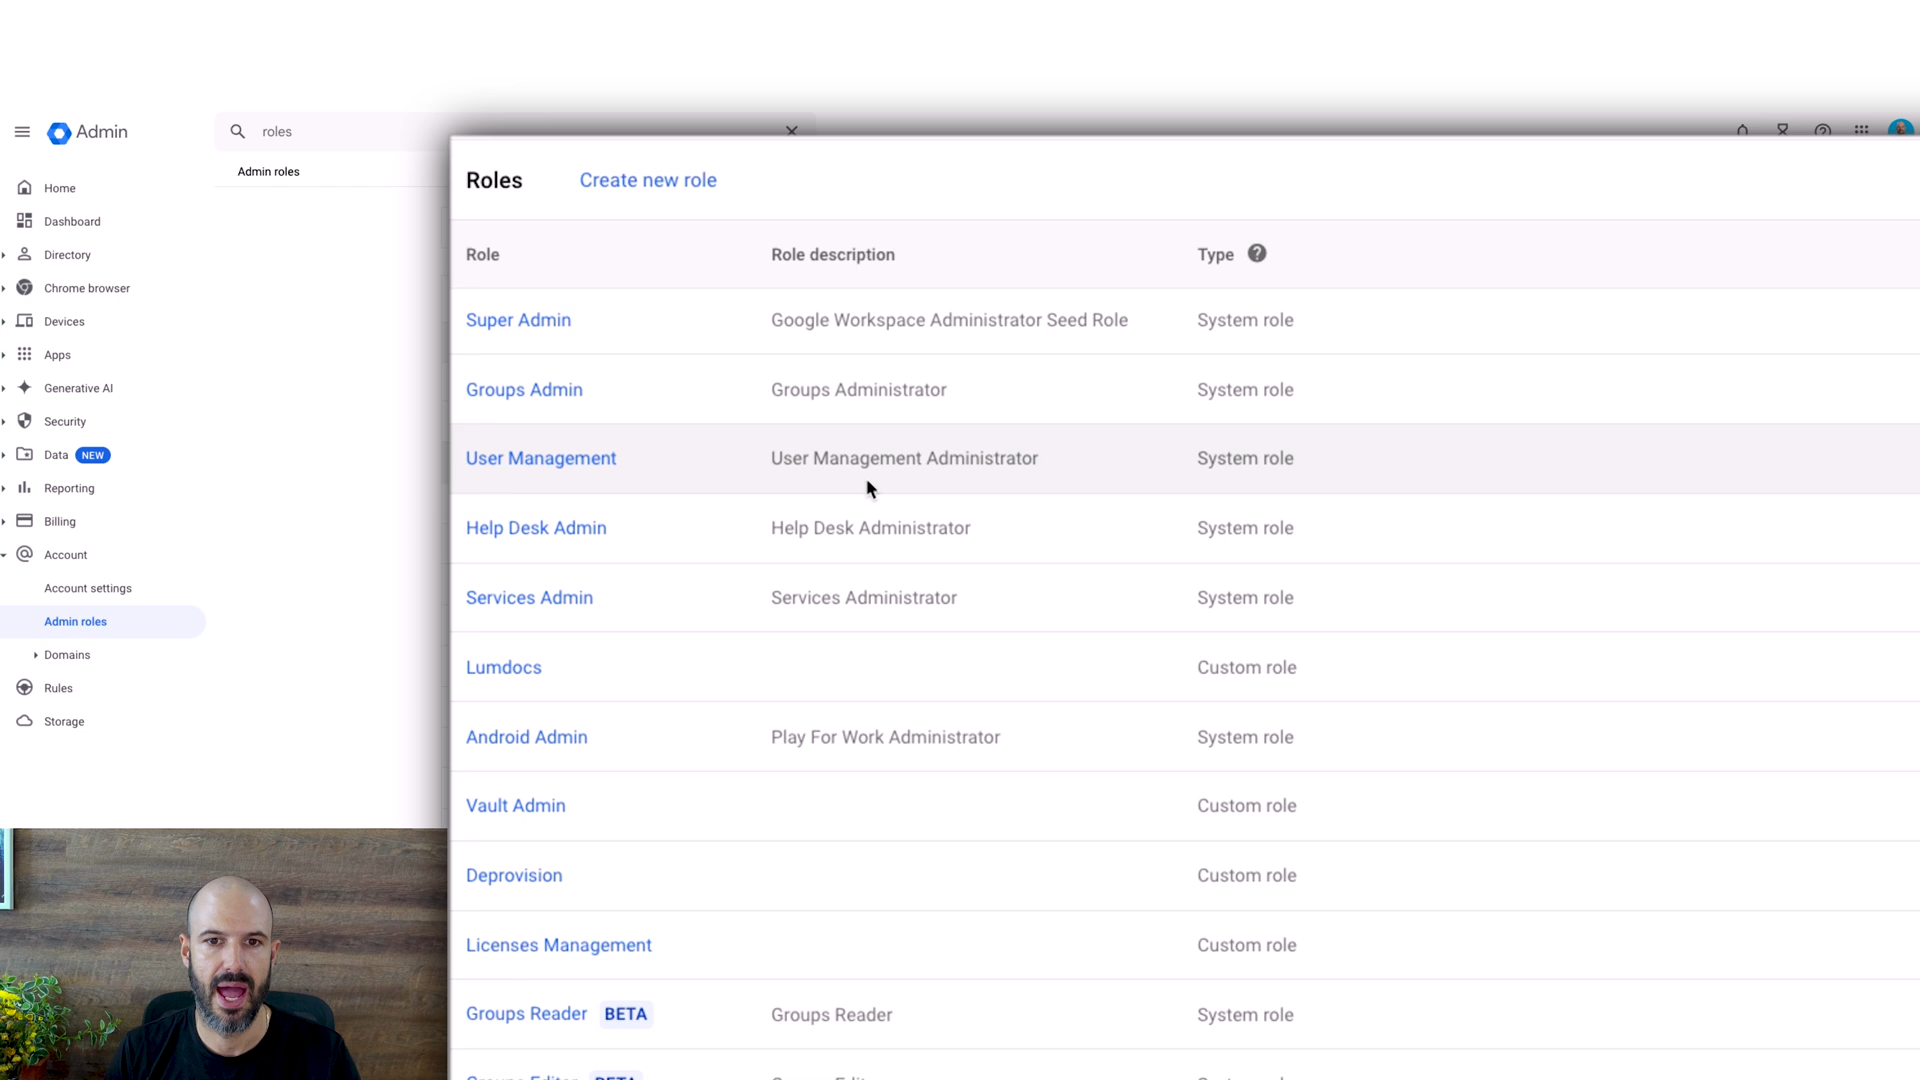 Admin
roles
Admin roles
Home
Dashboard
Directory
Chrome browser
Devices
Apps
Generative AI
Security
Data NEW
Reporting
Billing
Account
Account settings
Admin roles
Domains
Rules
Storage
Roles Create new role
Role Role description Type
Super Admin Google Workspace Administrator Seed Role System role
Groups Admin Groups Administrator System role
User Management User Management Administrator System role
Help Desk Admin Help Desk Administrator System role
Services Admin Services Administrator System role
Lumdocs Custom role
Android Admin Play For Work Administrator System role
Vault Admin Custom role
Deprovision Custom role
Licenses Management Custom role
Groups Reader BETA Groups Reader System role